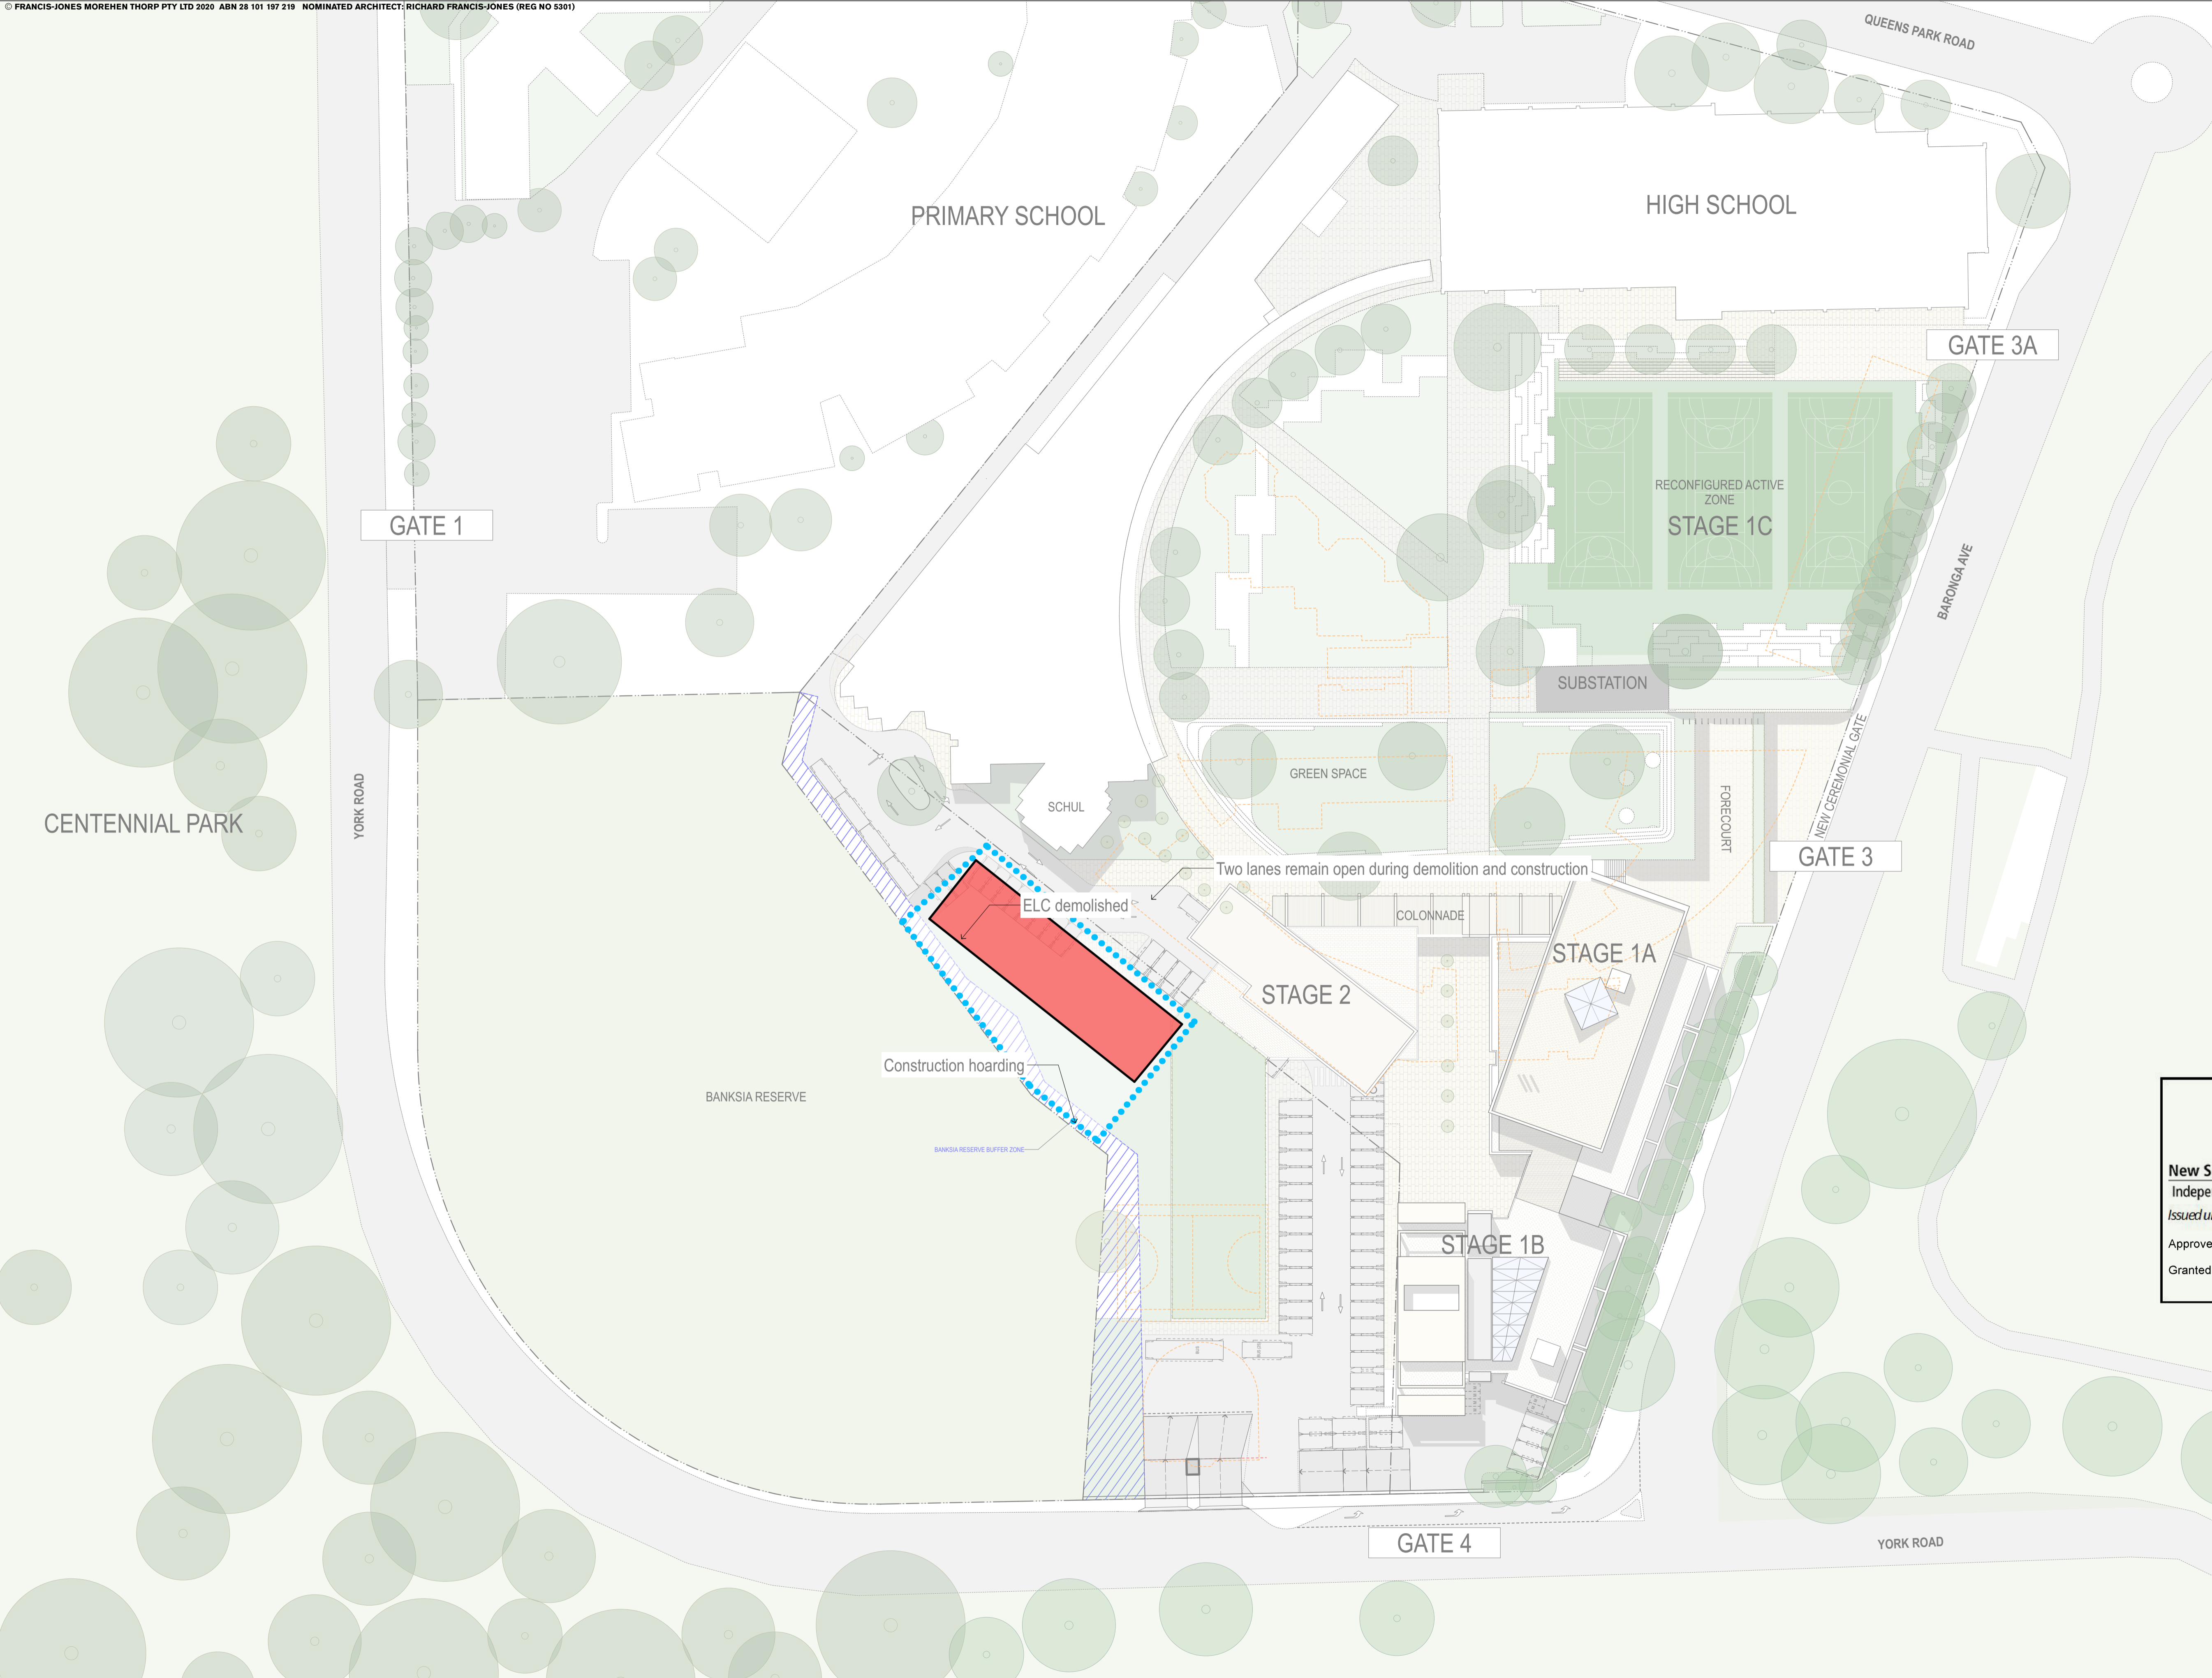 © FRANCIS-JONES MOREHEN THORP PTY LTD 2020 ABN 28 101 197 219 NOMINATED ARCHITECT: RICHARD FRANCIS-JONES (REG NO 5301)
QUEENS PARK ROAD
PRIMARY SCHOOL
HIGH SCHOOL
GATE 3A
GATE 1
RECONFIGURED ACTIVE
ZONE
STAGE 1C
BARONGA AVE
SUBSTATION
NEW CEREMONIAL GATE
CENTENNIAL PARK
YORK ROAD
GREEN SPACE
SCHUL
FORECOURT
GATE 3
Two lanes remain open during demolition and construction
ELC demolished
COLONNADE
STAGE 1A
STAGE 2
Construction hoarding
BANKSIA RESERVE
BANKSIA RESERVE BUFFER ZONE
New S
Indepe
Issued u
Approve
Granted
STAGE 1B
BUS
GATE 4
YORK ROAD